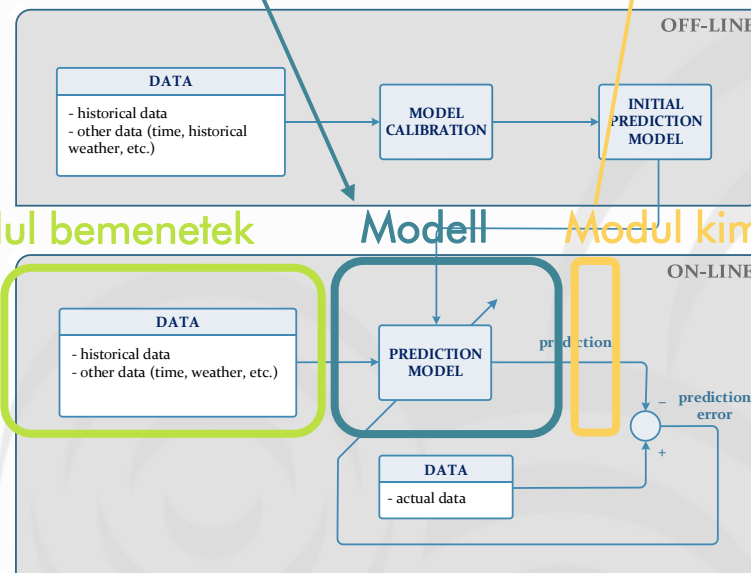 OFF-LINE
DATA
- historical data
- other data (time, historical
weather, etc.)
MODEL
CALIBRATION
INITIAL
PREDICTION
MODEL
ul bemenetek
Modell
Modul kim
ON-LINE
DATA
- historical data
- other data (time, weather, etc.)
PREDICTION
MODEL
prediction
–
prediction
error
+
DATA
- actual data